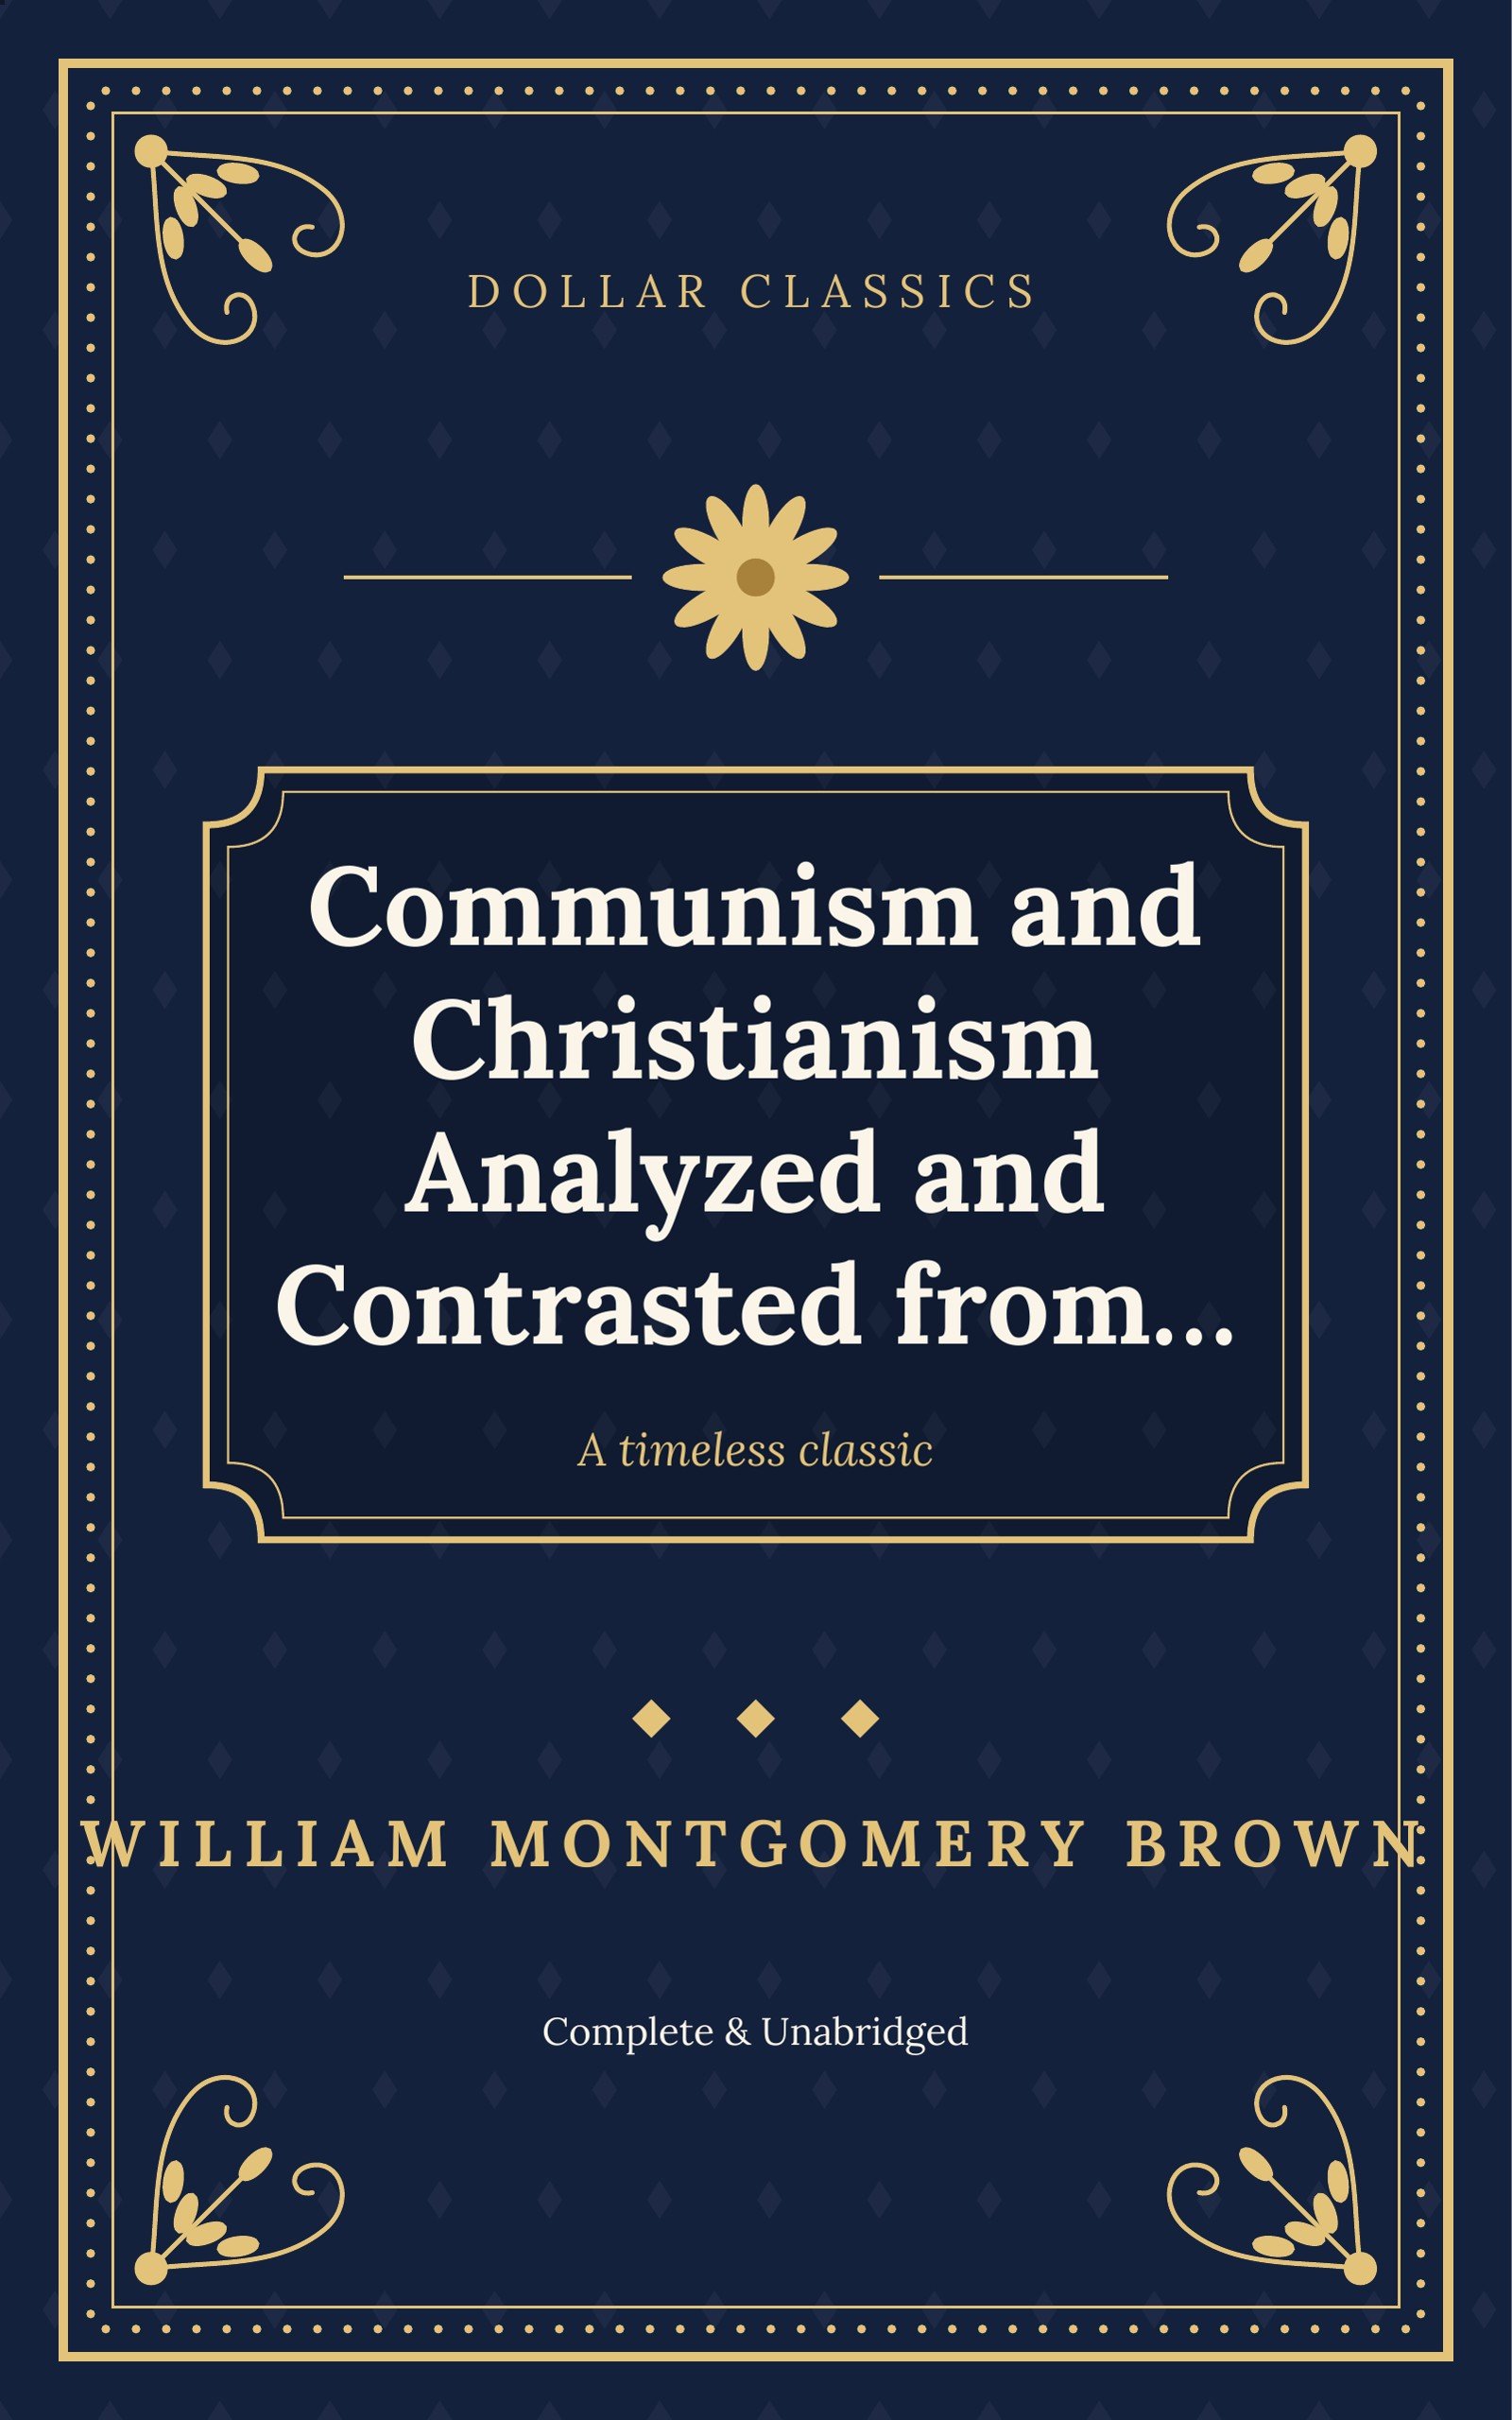 DOLLAR CLASSICS
Communism and
Christianism
Analyzed and
Contrasted from...
A timeless classic
WILLIAM MONTGOMERY BROWN
Complete & Unabridged